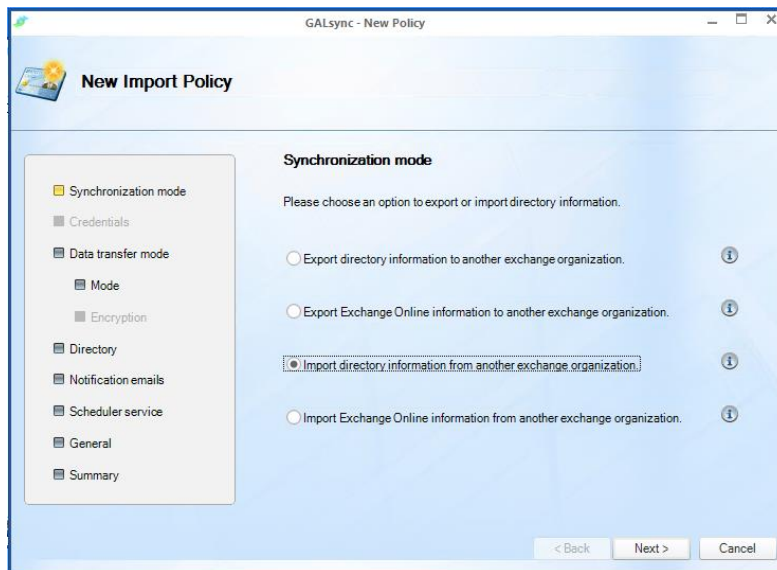 GALsync - New Policy
New Import Policy
Synchronization mode
Credentials
Data transfer mode
Mode
Encryption
Directory
Notification emails
Scheduler service
General
Summary
Synchronization mode
Please choose an option to export or import directory information.
Export directory information to another exchange organization.
Export Exchange Online information to another exchange organization.
Import directory information from another exchange organization.
Import Exchange Online information from another exchange organization.
< Back
Next >
Cancel